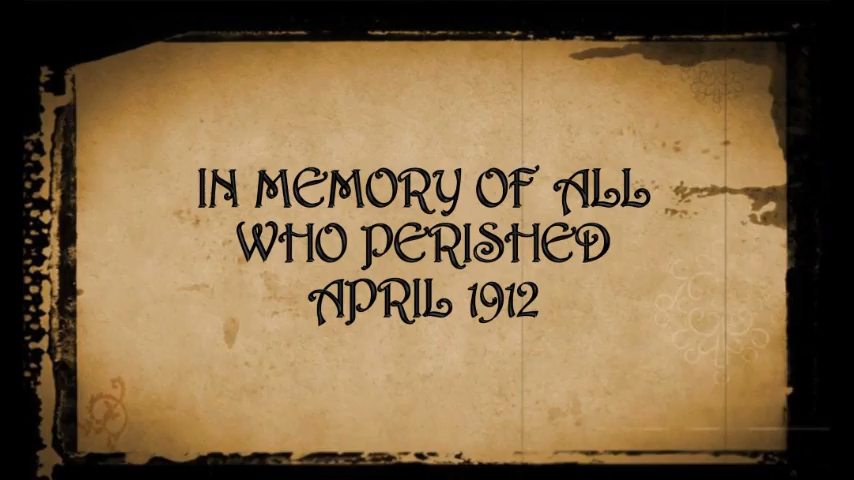 IN MEMORY OF ALL
WHO PERISHED
APRIL 1912